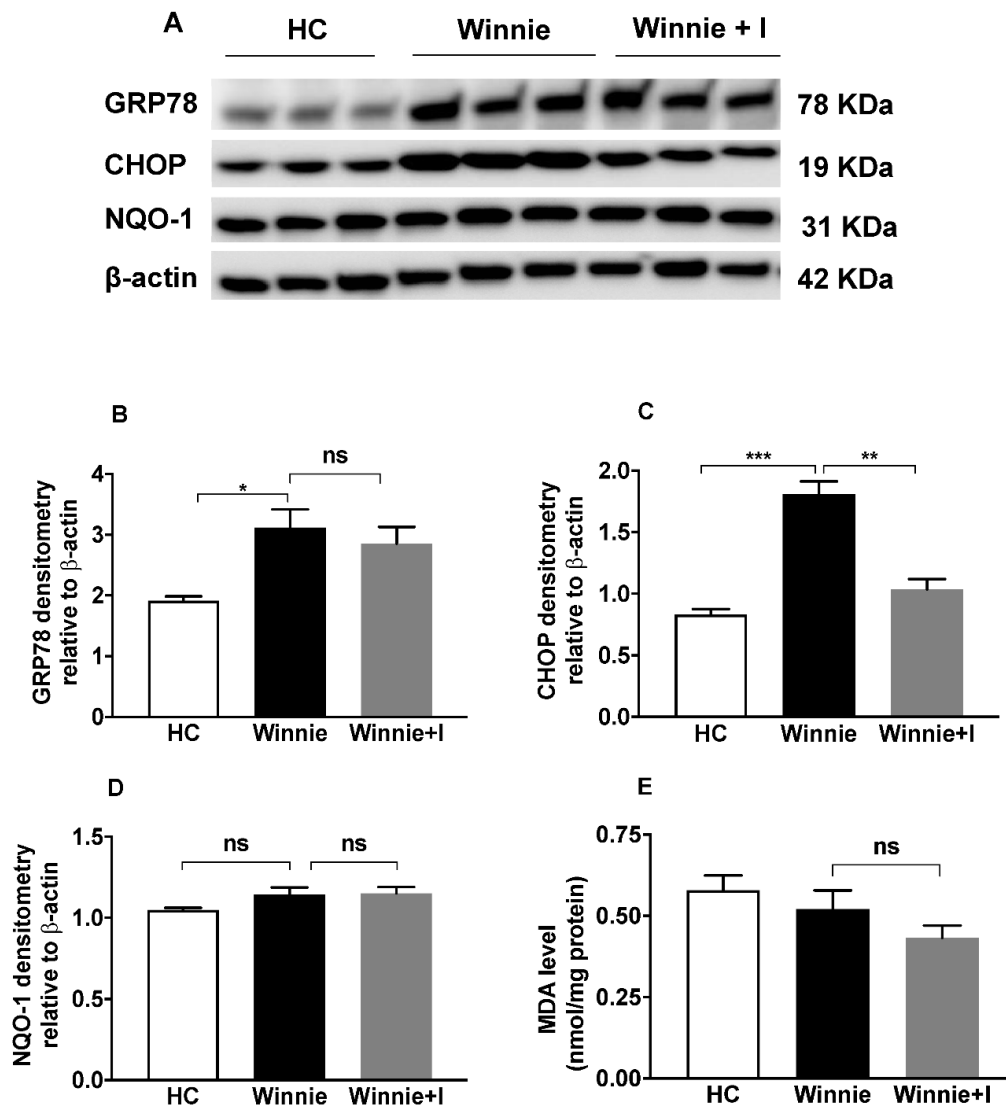 A
HC Winnie Winnie + I
GRP78 78 KDa
CHOP 19 KDa
NQO-1 31 KDa
β-actin 42 KDa
B
GRP78 densitometry
relative to β-actin
4
3
2
1
0
* ns
HC Winnie Winnie+I
C
CHOP densitometry
relative to β-actin
2.0
1.5
1.0
0.5
0.0
*** **
HC Winnie Winnie+I
D
NQO-1 densitometry
relative to β-actin
1.5
1.0
0.5
0.0
ns ns
HC Winnie Winnie+I
E
MDA level
(nmol/mg protein)
0.75
0.50
0.25
0.00
ns
HC Winnie Winnie+I